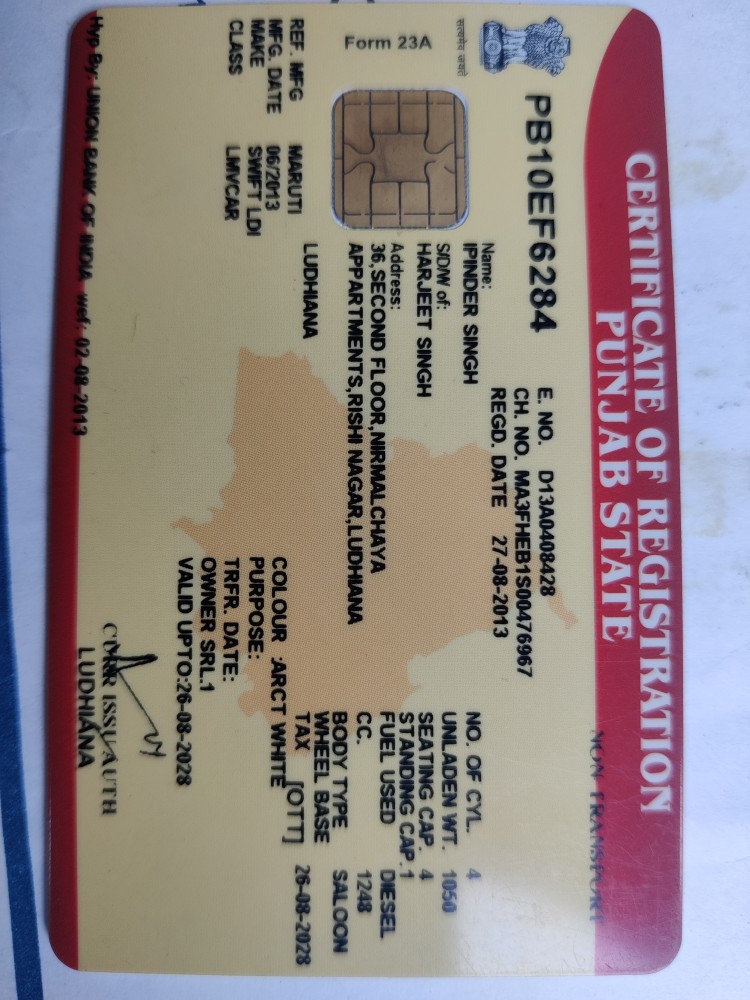 CERTIFICATE OF REGISTRATION
PUNJAB STATE
NON TRANSPORT
सत्यमेव जयते
Form 23A
PB10EF6284
E. NO. D13A0408428
CH. NO. MA3FHEB1S00476967
REGD. DATE 27-08-2013
Name:
IPINDER SINGH
S/D/W of:
HARJEET SINGH
Address:
36,SECOND FLOOR,NIRMALCHAYA
APPARTMENTS,RISHI NAGAR,LUDHIANA
LUDHIANA
REF. MFG MARUTI
MFG. DATE 06/2013
MAKE SWIFT LDI
CLASS LMVCAR
NO. OF CYL. 4
UNLADEN WT. 1050
SEATING CAP. 4
STANDING CAP.1
FUEL USED DIESEL
CC. 1248
BODY TYPE SALOON
WHEEL BASE
TAX [OTT] 26-08-2028
COLOUR :ARCT WHITE
PURPOSE:
TRFR. DATE:
OWNER SRL.1
VALID UPTO:26-08-2028
ISSU AUTH
LUDHIANA
Hyp By: UNION BANK OF INDIA wef: 02-08-2013